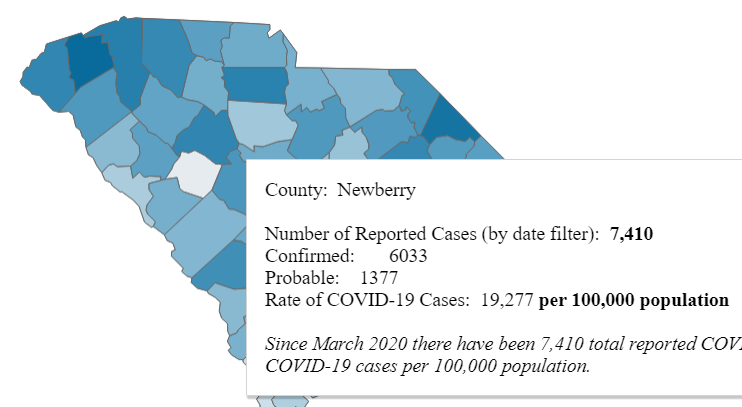 County: Newberry
Number of Reported Cases (by date filter): 7,410
Confirmed: 6033
Probable: 1377
Rate of COVID-19 Cases: 19,277 per 100,000 population
Since March 2020 there have been 7,410 total reported
COVID-19 cases per 100,000 population.